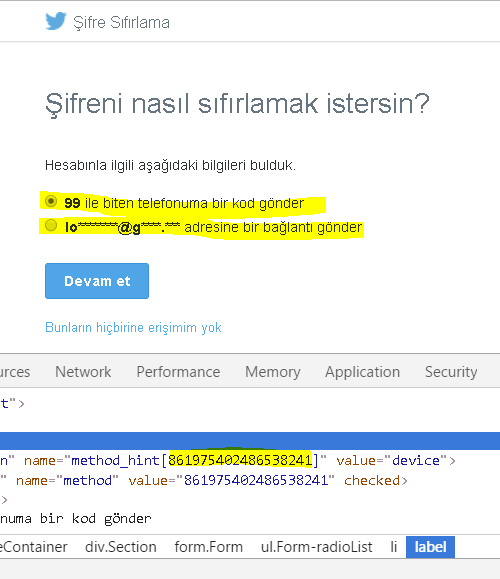 Şifre Sıfırlama
Şifreni nasıl sıfırlamak istersin?
Hesabınla ilgili aşağıdaki bilgileri bulduk.
99 ile biten telefonuma bir kod gönder
lo*******@g****.*** adresine bir bağlantı gönder
Devam et
Bunların hiçbirine erişimim yok
urces Network Performance Memory Application Security
t">
n" name="method_hint[861975402486538241]" value="device">
" name="method" value="861975402486538241" checked>
>
numa bir kod gönder
eContainer div.Section form.Form ul.Form-radioList li label